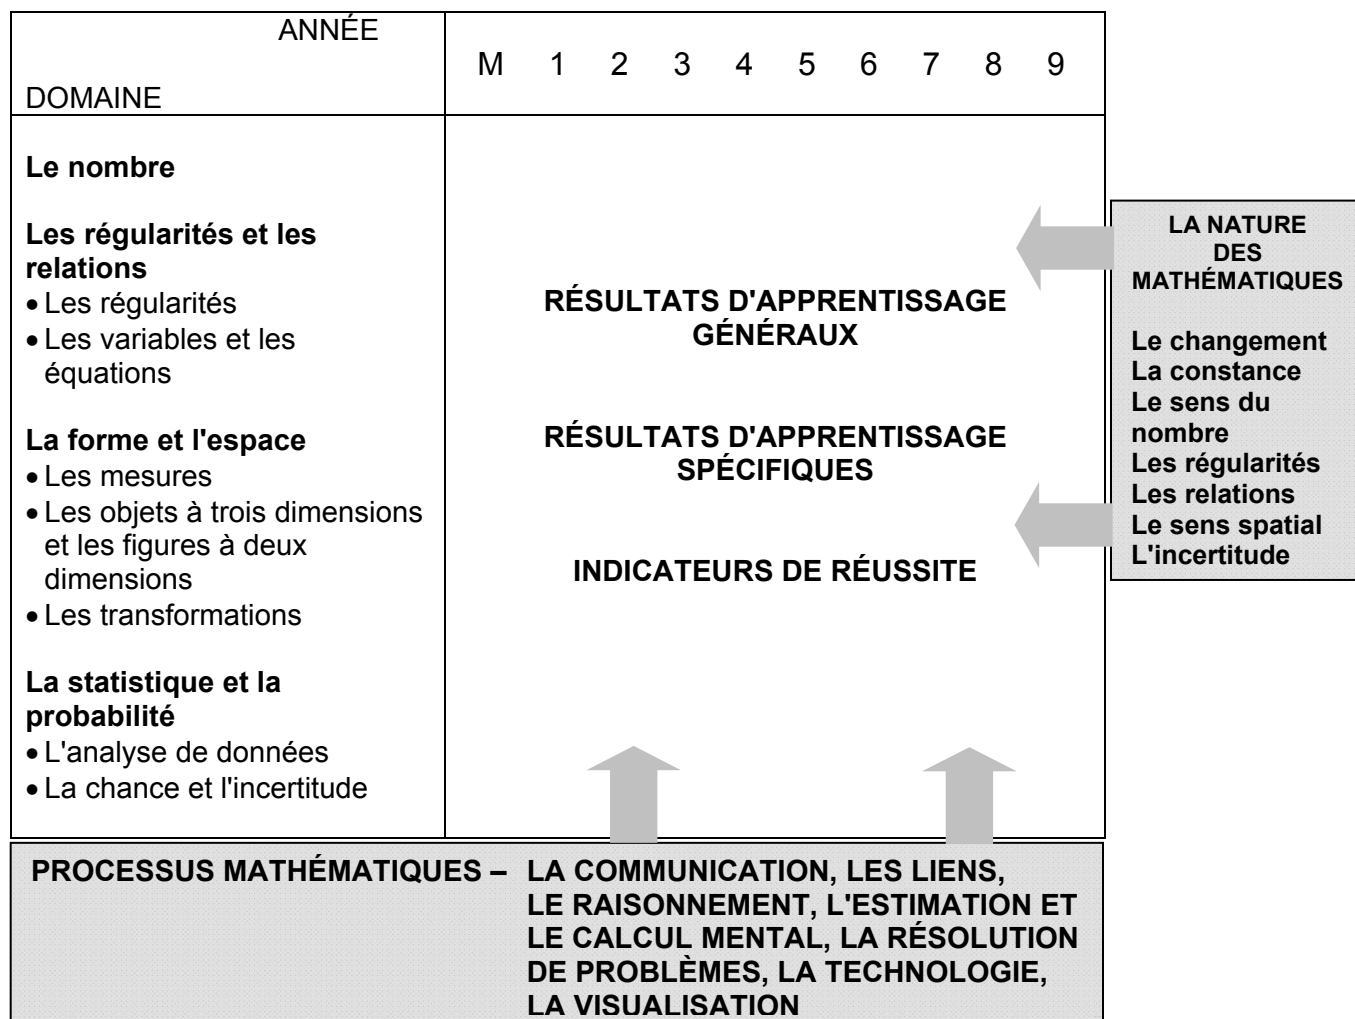 ANNÉE
DOMAINE
M 1 2 3 4 5 6 7 8 9
Le nombre
Les régularités et les
relations
• Les régularités
• Les variables et les
équations
La forme et l'espace
• Les mesures
• Les objets à trois dimensions
et les figures à deux
dimensions
• Les transformations
La statistique et la
probabilité
• L'analyse de données
• La chance et l'incertitude
RÉSULTATS D'APPRENTISSAGE
GÉNÉRAUX
RÉSULTATS D'APPRENTISSAGE
SPÉCIFIQUES
INDICATEURS DE RÉUSSITE
LA NATURE
DES
MATHÉMATIQUES
Le changement
La constance
Le sens du
nombre
Les régularités
Les relations
Le sens spatial
L'incertitude
PROCESSUS MATHÉMATIQUES – LA COMMUNICATION, LES LIENS,
LE RAISONNEMENT, L'ESTIMATION ET
LE CALCUL MENTAL, LA RÉSOLUTION
DE PROBLÈMES, LA TECHNOLOGIE,
LA VISUALISATION